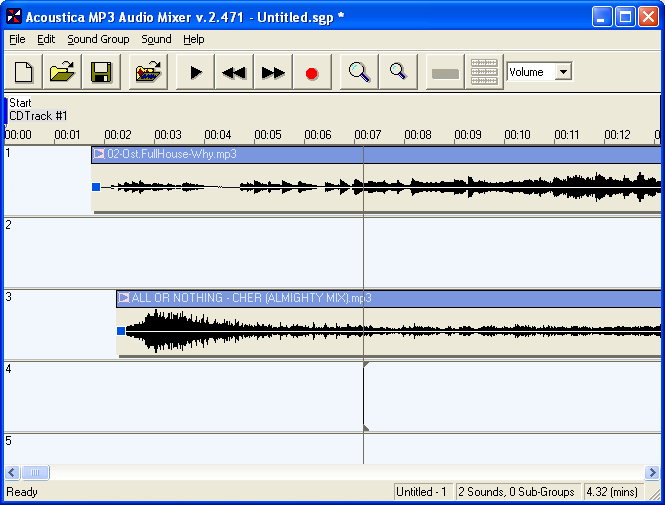 Acoustica MP3 Audio Mixer v.2.471 - Untitled.sgp *
File Edit Sound Group Sound Help
Volume
Start
CDTrack #1
00:00 00:01 00:02 00:03 00:04 00:05 00:06 00:07 00:08 00:09 00:10 00:11 00:12
1 02-Ost.FullHouse-Why.mp3
2
3 ALL OR NOTHING - CHER (ALMIGHTY MIX).mp3
4
5
Ready Untitled - 1 2 Sounds, 0 Sub-Groups 4.32 (mins)